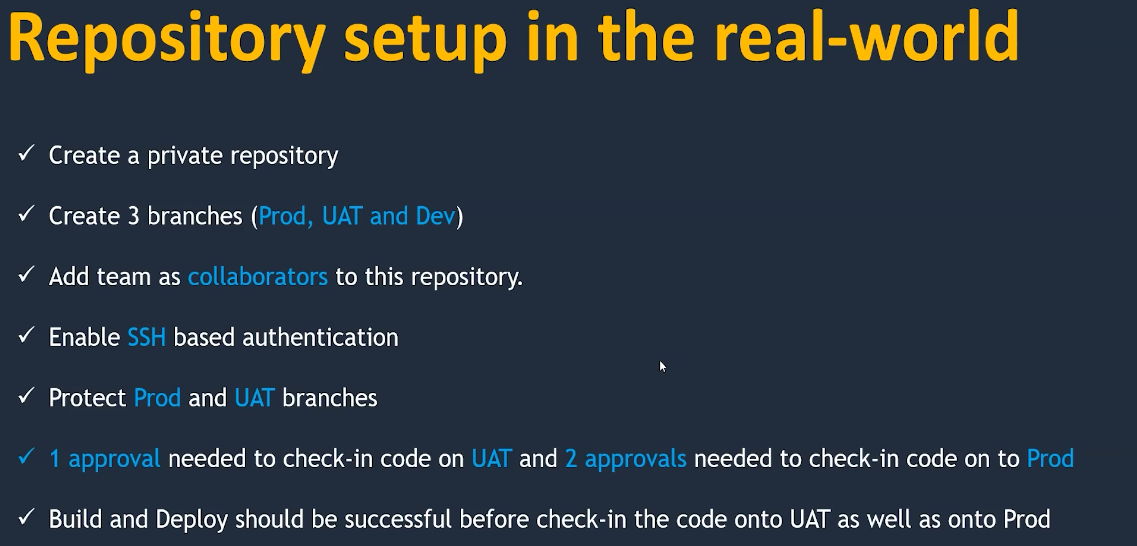 Repository setup in the real-world
✓ Create a private repository
✓ Create 3 branches (Prod, UAT and Dev)
✓ Add team as collaborators to this repository.
✓ Enable SSH based authentication
✓ Protect Prod and UAT branches
✓ 1 approval needed to check-in code on UAT and 2 approvals needed to check-in code on to Prod
✓ Build and Deploy should be successful before check-in the code onto UAT as well as onto Prod